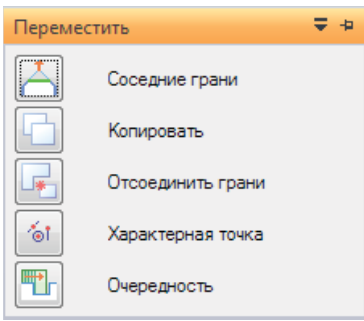 Переместить
Соседние грани
Копировать
Отсоединить грани
Характерная точка
Очередность